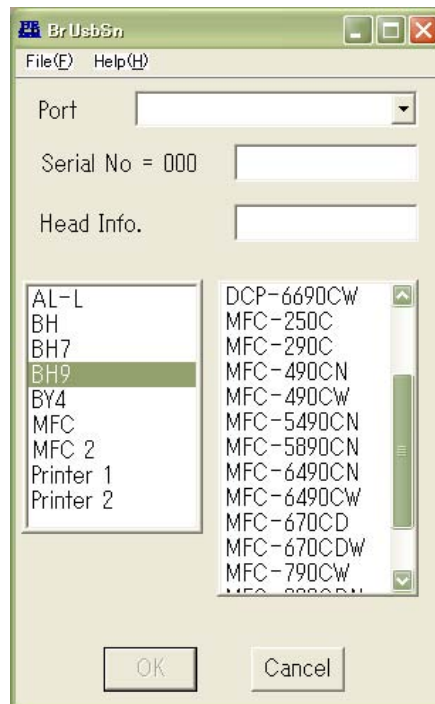 BrUsbSn
File(F) Help(H)
Port
Serial No = 000
Head Info.
AL-L
BH
BH7
BH9
BY4
MFC
MFC 2
Printer 1
Printer 2
DCP-6690CW
MFC-250C
MFC-290C
MFC-490CN
MFC-490CW
MFC-5490CN
MFC-5890CN
MFC-6490CN
MFC-6490CW
MFC-670CD
MFC-670CDW
MFC-790CW
OK Cancel